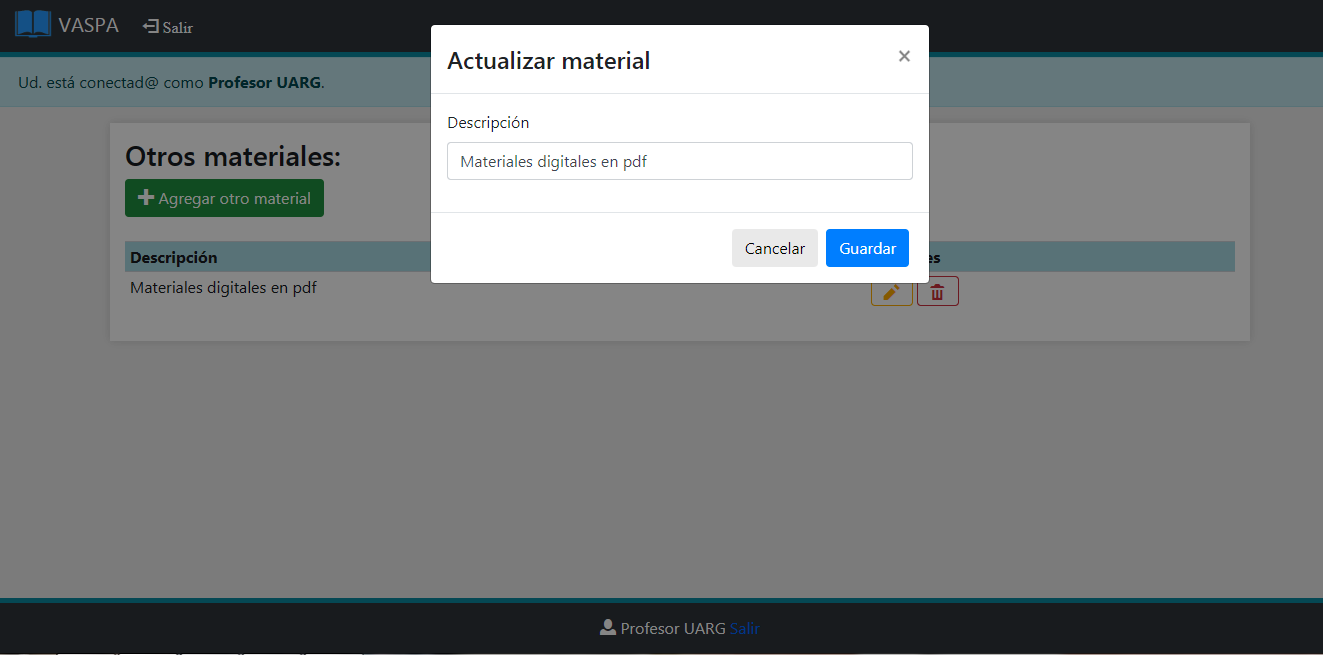 VASPA Salir
Actualizar material ×
Ud. está conectad@ como Profesor UARG.
Descripción
Materiales digitales en pdf
Cancelar Guardar
Otros materiales:
Agregar otro material
Descripción
Materiales digitales en pdf
Profesor UARG Salir